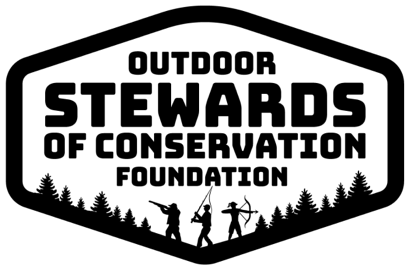 OUTDOOR
STEWARDS
OF CONSERVATION
FOUNDATION